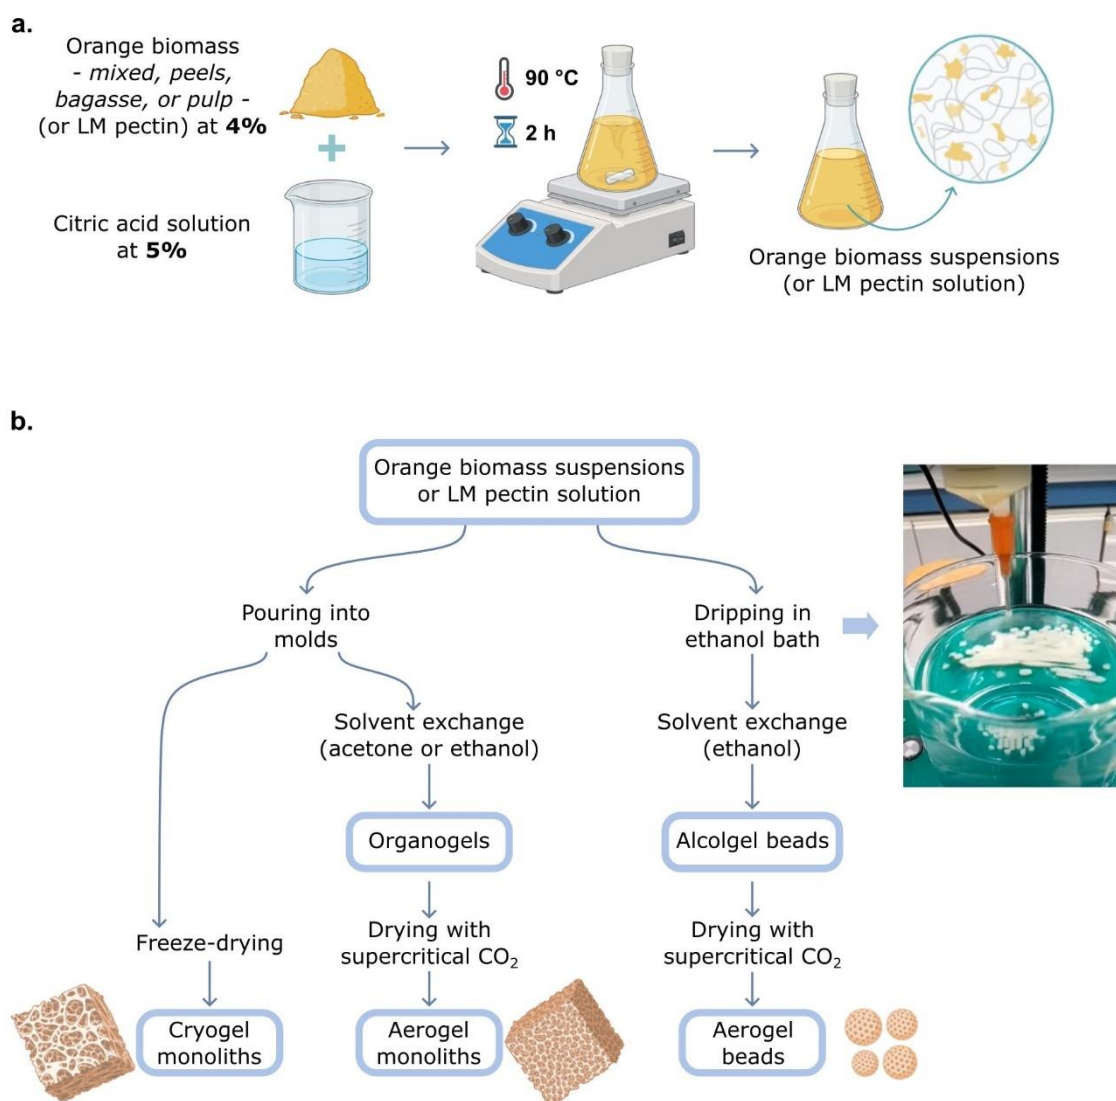 a.
Orange biomass
- mixed, peels,
bagasse, or pulp -
(or LM pectin) at 4%
Citric acid solution
at 5%
90 °C
2 h
Orange biomass suspensions
(or LM pectin solution)
b.
Orange biomass suspensions
or LM pectin solution
Pouring into
molds
Dripping in
ethanol bath
Solvent exchange
(acetone or ethanol)
Solvent exchange
(ethanol)
Organogels
Alcolgel beads
Freeze-drying
Drying with
supercritical CO₂
Drying with
supercritical CO₂
Cryogel
monoliths
Aerogel
monoliths
Aerogel
beads